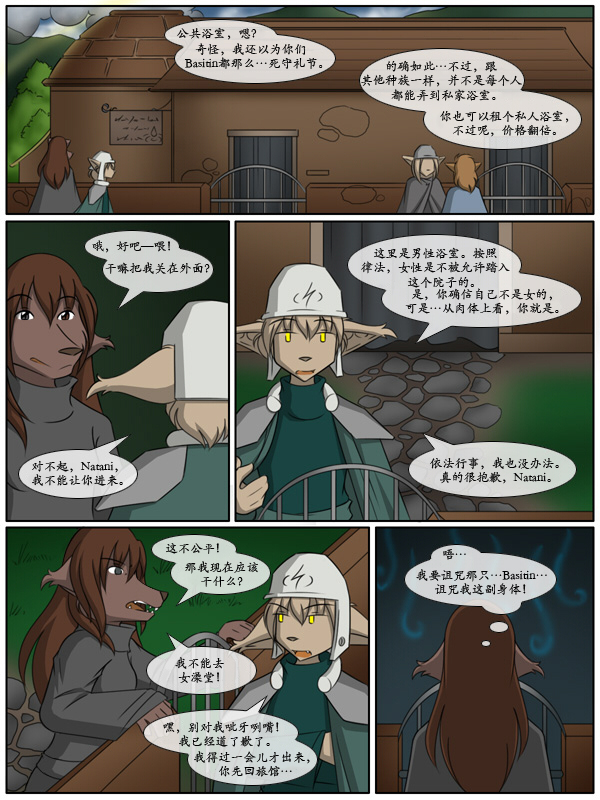 公共浴室，嗯？
奇怪，我还以为你们
Basitin都那么…死守礼节。
的确如此…不过，跟
其他种族一样，并不是每个人
都能弄到私家浴室。
你也可以租个私人浴室，
不过呢，价格翻倍。
哦，好吧—喂！
干嘛把我关在外面？
对不起，Natani，
我不能让你进来。
这里是男性浴室。按照
律法，女性是不被允许踏入
这个院子的。
是，你确信自己不是女的，
可是…从肉体上看，你就是。
依法行事，我也没办法。
真的很抱歉，Natani。
这不公平！
那我现在应该
干什么？
我不能去
女澡堂！
嘿，别对我呲牙咧嘴！
我已经道了歉了。
我得过一会儿才出来，
你先回旅馆…
唔…
我要诅咒那只…Basitin…
诅咒我这副身体！